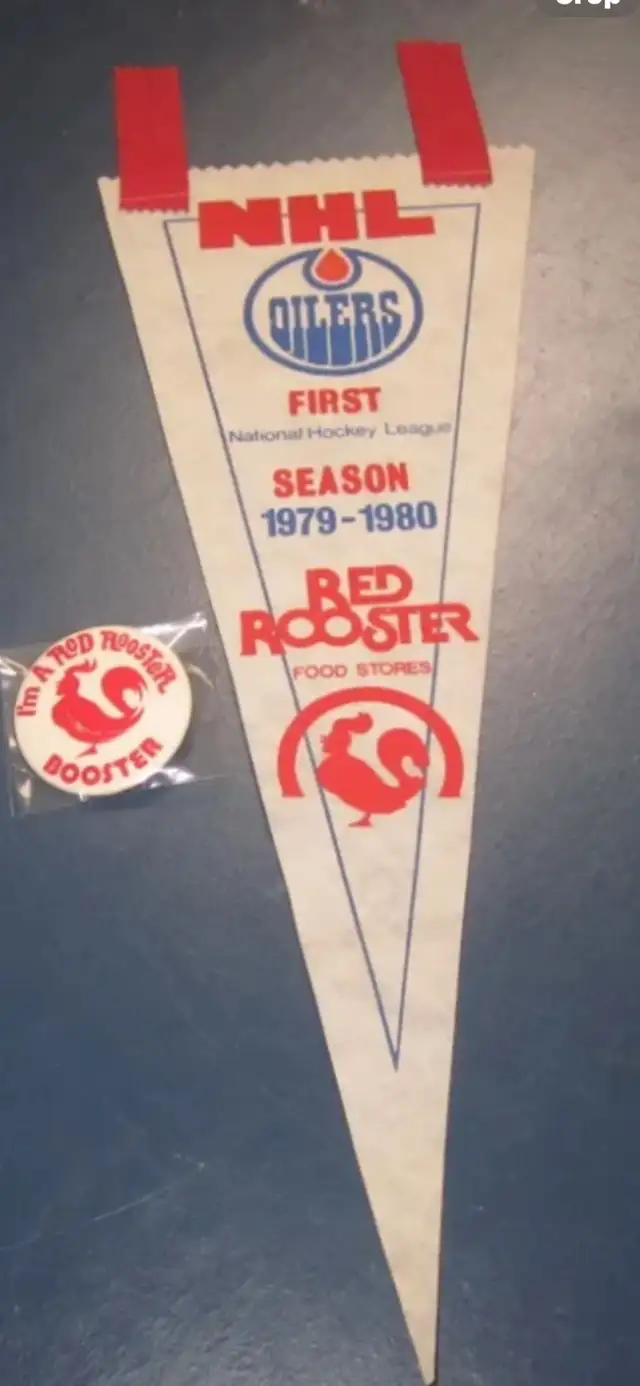 NHL
OILERS
FIRST
National Hockey League
SEASON
1979-1980
RED
ROOSTER
FOOD STORES
I'm A RED ROOSTER
BOOSTER